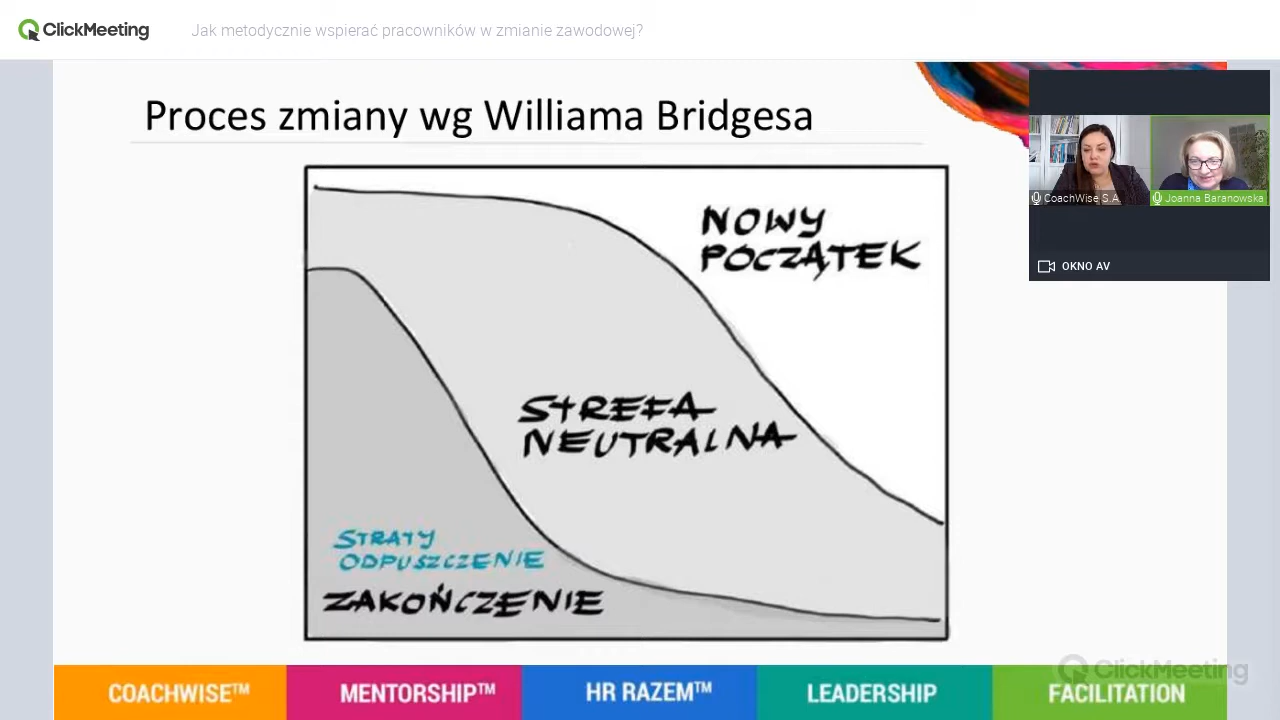 ClickMeeting
Jak metodycznie wspierać pracowników w zmianie zawodowej?
Proces zmiany wg Williama Bridgesa
NOWY
POCZĄTEK
STREFA
NEUTRALNA
STRATY
ODPUSZCZENIE
ZAKOŃCZENIE
CoachWise S.A.
Joanna Baranowska
OKNO AV
COACHWISE™
MENTORSHIP™
HR RAZEM™
LEADERSHIP
FACILITATION
ClickMeeting